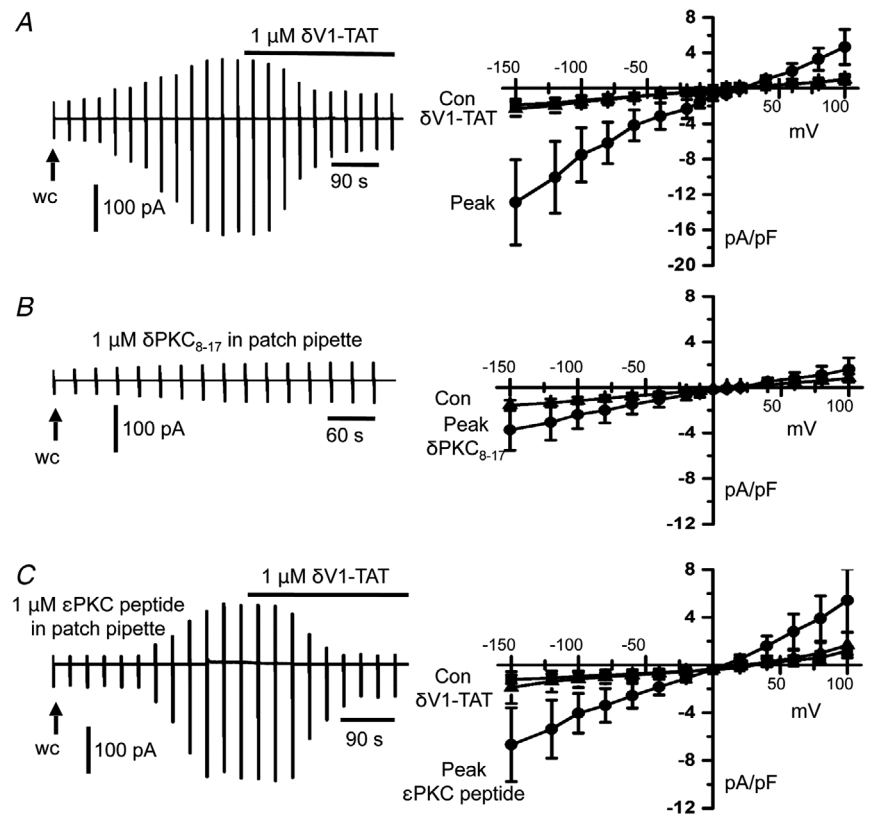 A
1 µM δV1-TAT
wc
100 pA
90 s
8
4
-4
-8
-12
-16
-20
-150
-100
-50
50
100
mV
Con
δV1-TAT
Peak
pA/pF
B
1 µM δPKC8-17 in patch pipette
wc
100 pA
60 s
8
4
-4
-8
-12
-150
-100
-50
50
100
mV
Con
Peak
δPKC8-17
pA/pF
C
1 µM δV1-TAT
1 µM εPKC peptide
in patch pipette
wc
100 pA
90 s
8
4
-4
-8
-12
-150
-100
-50
50
100
mV
Con
δV1-TAT
Peak
εPKC peptide
pA/pF